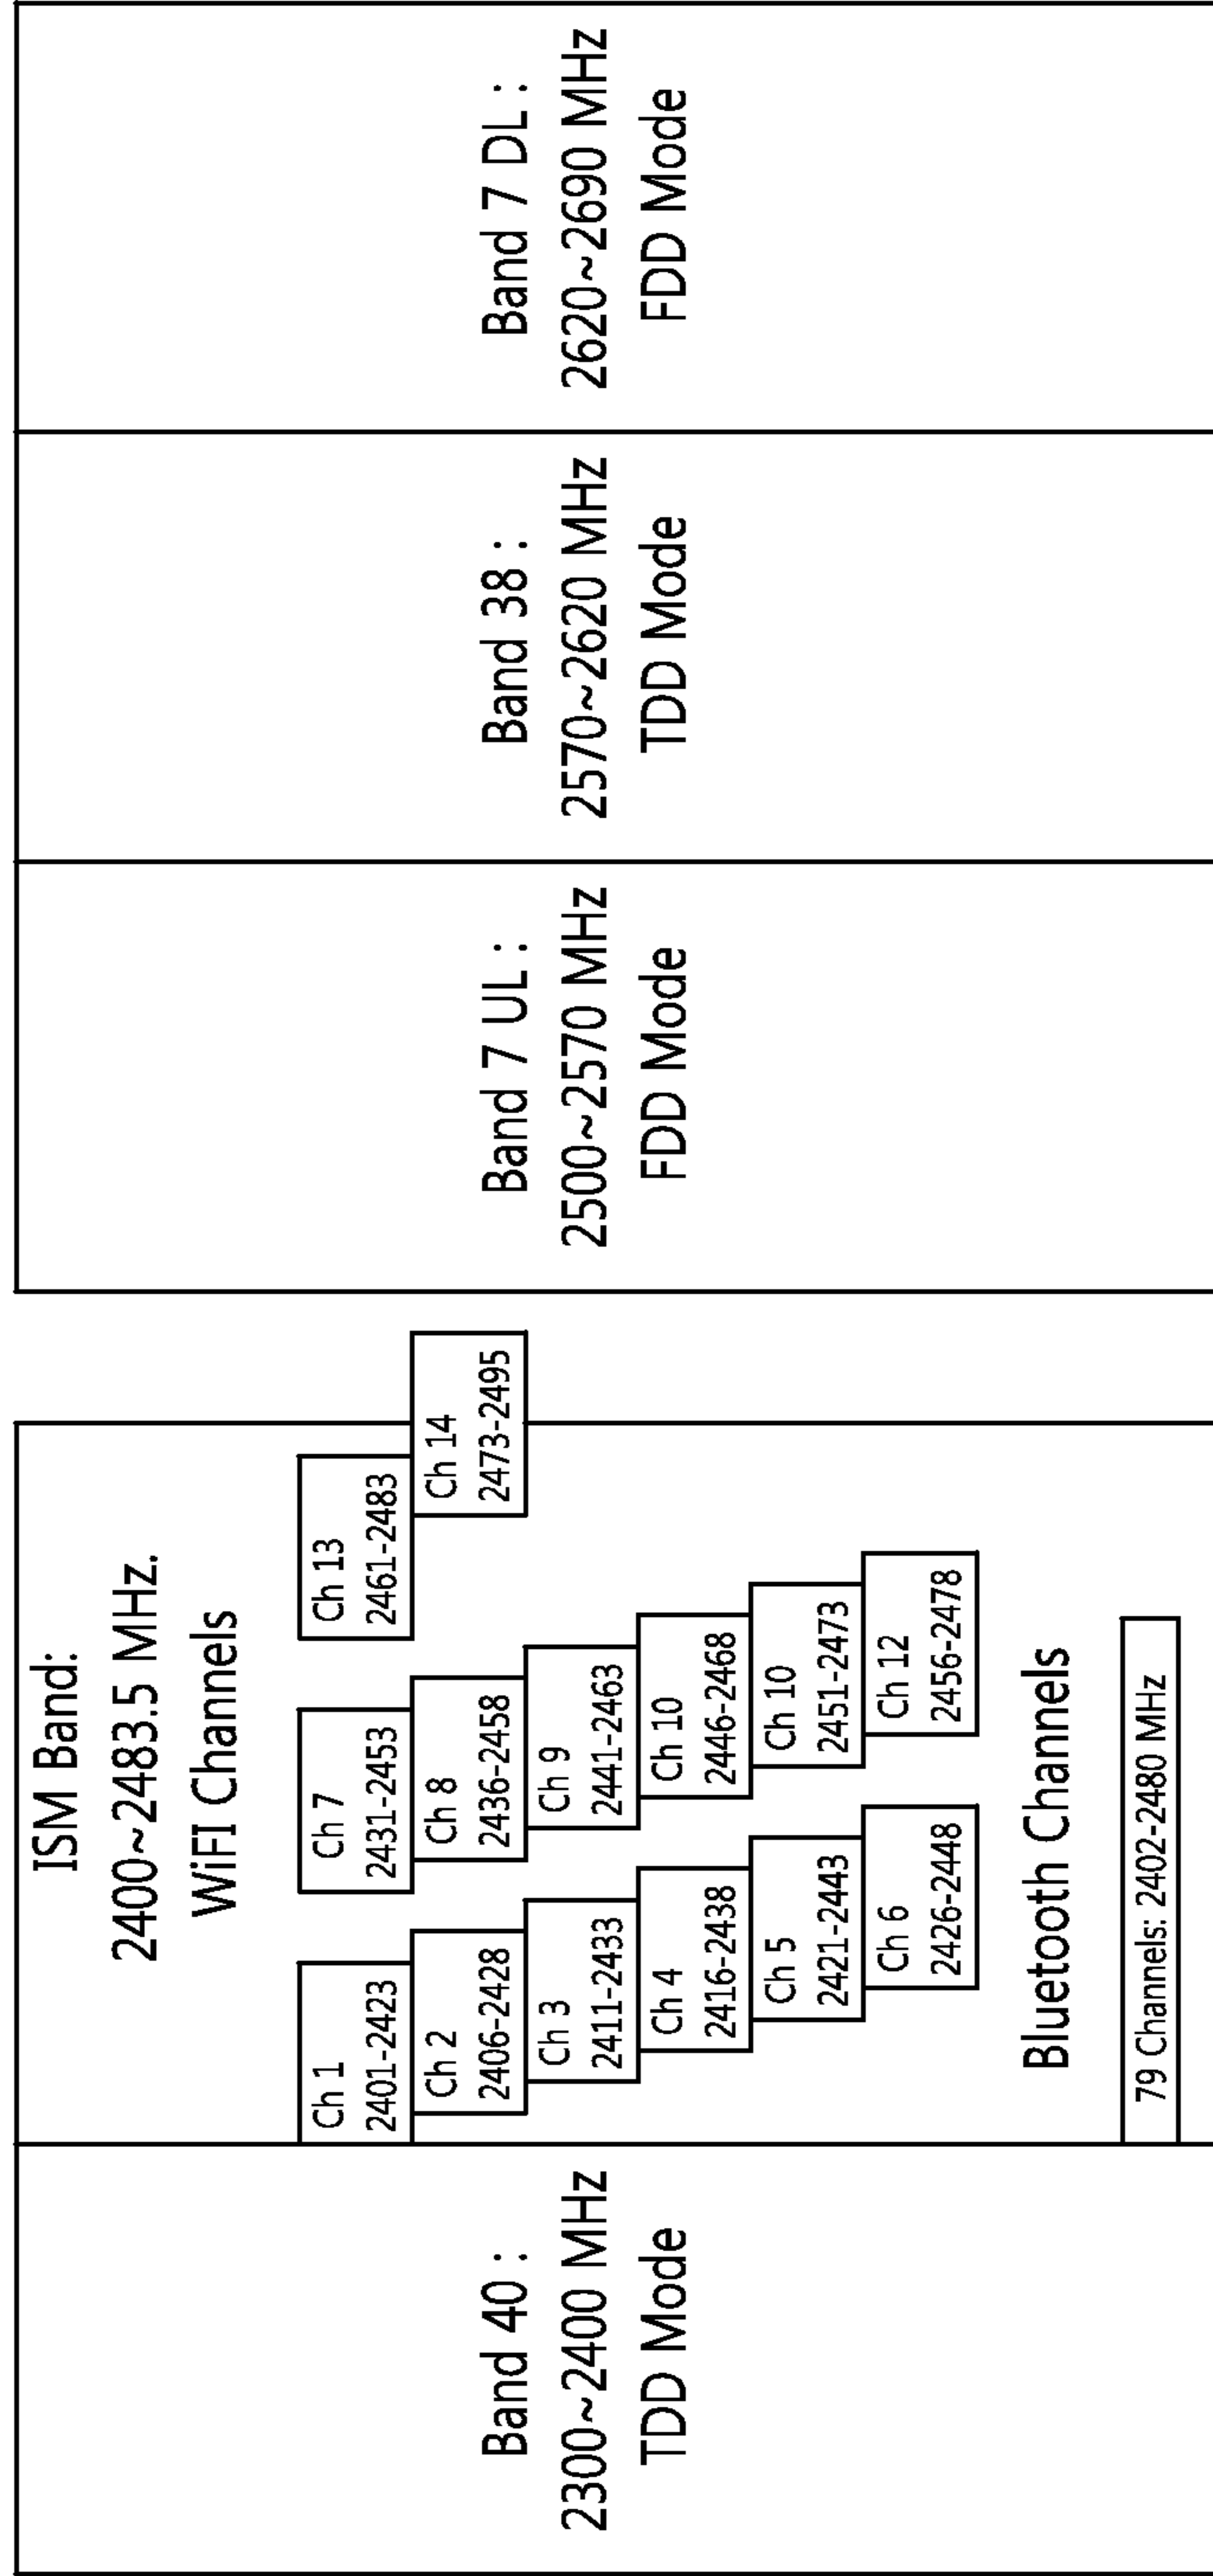 Band 40 :
2300~2400 MHz
TDD Mode
ISM Band:
2400~2483.5 MHz.
WiFI Channels
Ch 1
2401-2423
Ch 2
2406-2428
Ch 3
2411-2433
Ch 4
2416-2438
Ch 5
2421-2443
Ch 6
2426-2448
Ch 7
2431-2453
Ch 8
2436-2458
Ch 9
2441-2463
Ch 10
2446-2468
Ch 10
2451-2473
Ch 12
2456-2478
Ch 13
2461-2483
Ch 14
2473-2495
Bluetooth Channels
79 Channels: 2402-2480 MHz
Band 7 UL :
2500~2570 MHz
FDD Mode
Band 38 :
2570~2620 MHz
TDD Mode
Band 7 DL :
2620~2690 MHz
FDD Mode